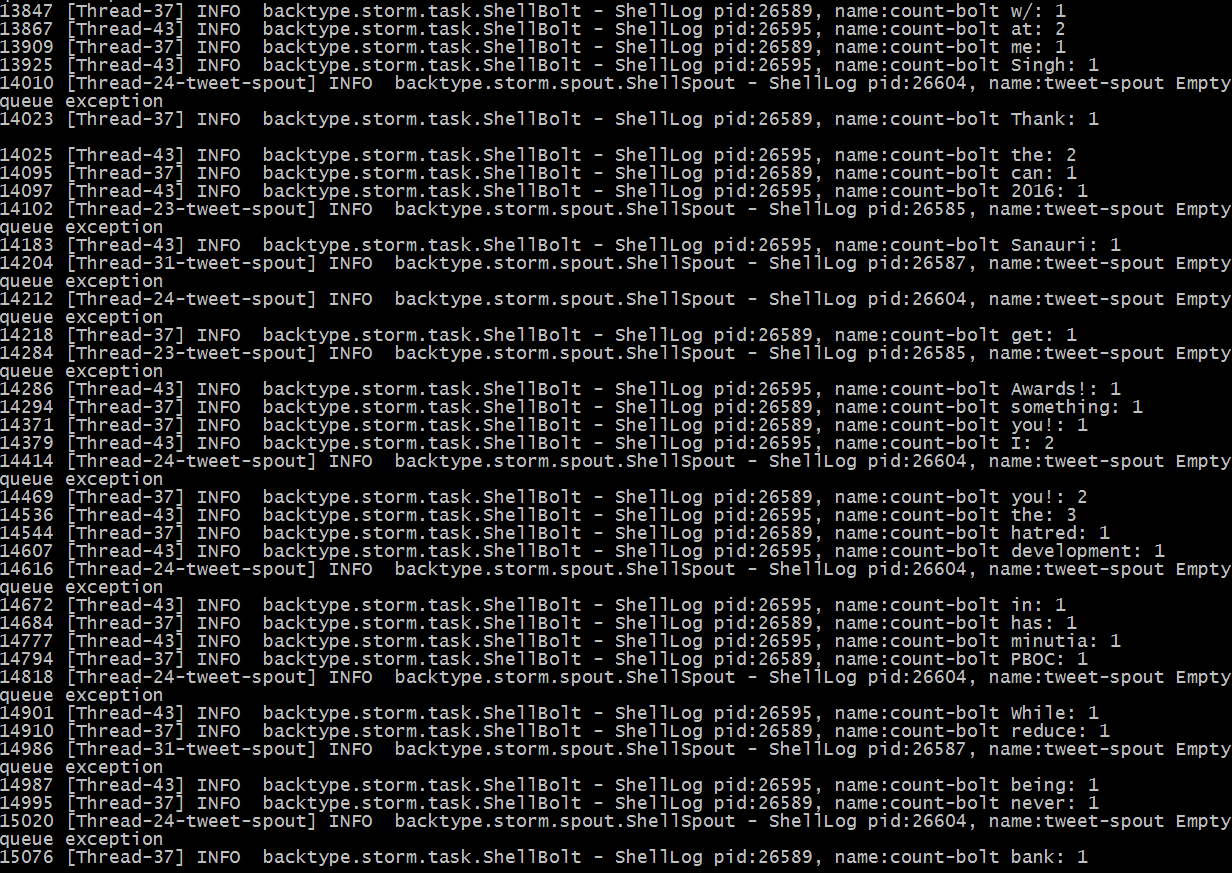 13847 [Thread-37] INFO  backtype.storm.task.ShellBolt - ShellLog pid:26589, name:count-bolt w/: 1
13867 [Thread-43] INFO  backtype.storm.task.ShellBolt - ShellLog pid:26595, name:count-bolt at: 2
13909 [Thread-37] INFO  backtype.storm.task.ShellBolt - ShellLog pid:26589, name:count-bolt me: 1
13925 [Thread-43] INFO  backtype.storm.task.ShellBolt - ShellLog pid:26595, name:count-bolt Singh: 1
14010 [Thread-24-tweet-spout] INFO  backtype.storm.spout.ShellSpout - ShellLog pid:26604, name:tweet-spout Empty
queue exception
14023 [Thread-37] INFO  backtype.storm.task.ShellBolt - ShellLog pid:26589, name:count-bolt Thank: 1
14025 [Thread-43] INFO  backtype.storm.task.ShellBolt - ShellLog pid:26595, name:count-bolt the: 2
14095 [Thread-37] INFO  backtype.storm.task.ShellBolt - ShellLog pid:26589, name:count-bolt can: 1
14097 [Thread-43] INFO  backtype.storm.task.ShellBolt - ShellLog pid:26595, name:count-bolt 2016: 1
14102 [Thread-23-tweet-spout] INFO  backtype.storm.spout.ShellSpout - ShellLog pid:26585, name:tweet-spout Empty
queue exception
14183 [Thread-43] INFO  backtype.storm.task.ShellBolt - ShellLog pid:26595, name:count-bolt Sanauri: 1
14204 [Thread-31-tweet-spout] INFO  backtype.storm.spout.ShellSpout - ShellLog pid:26587, name:tweet-spout Empty
queue exception
14212 [Thread-24-tweet-spout] INFO  backtype.storm.spout.ShellSpout - ShellLog pid:26604, name:tweet-spout Empty
queue exception
14218 [Thread-37] INFO  backtype.storm.task.ShellBolt - ShellLog pid:26589, name:count-bolt get: 1
14284 [Thread-23-tweet-spout] INFO  backtype.storm.spout.ShellSpout - ShellLog pid:26585, name:tweet-spout Empty
queue exception
14286 [Thread-43] INFO  backtype.storm.task.ShellBolt - ShellLog pid:26595, name:count-bolt Awards!: 1
14294 [Thread-37] INFO  backtype.storm.task.ShellBolt - ShellLog pid:26589, name:count-bolt something: 1
14371 [Thread-37] INFO  backtype.storm.task.ShellBolt - ShellLog pid:26589, name:count-bolt you!: 1
14379 [Thread-43] INFO  backtype.storm.task.ShellBolt - ShellLog pid:26595, name:count-bolt I: 2
14414 [Thread-24-tweet-spout] INFO  backtype.storm.spout.ShellSpout - ShellLog pid:26604, name:tweet-spout Empty
queue exception
14469 [Thread-37] INFO  backtype.storm.task.ShellBolt - ShellLog pid:26589, name:count-bolt you!: 2
14536 [Thread-43] INFO  backtype.storm.task.ShellBolt - ShellLog pid:26595, name:count-bolt the: 3
14544 [Thread-37] INFO  backtype.storm.task.ShellBolt - ShellLog pid:26589, name:count-bolt hatred: 1
14607 [Thread-43] INFO  backtype.storm.task.ShellBolt - ShellLog pid:26595, name:count-bolt development: 1
14616 [Thread-24-tweet-spout] INFO  backtype.storm.spout.ShellSpout - ShellLog pid:26604, name:tweet-spout Empty
queue exception
14672 [Thread-43] INFO  backtype.storm.task.ShellBolt - ShellLog pid:26595, name:count-bolt in: 1
14684 [Thread-37] INFO  backtype.storm.task.ShellBolt - ShellLog pid:26589, name:count-bolt has: 1
14777 [Thread-43] INFO  backtype.storm.task.ShellBolt - ShellLog pid:26595, name:count-bolt minutia: 1
14794 [Thread-37] INFO  backtype.storm.task.ShellBolt - ShellLog pid:26589, name:count-bolt PBOC: 1
14818 [Thread-24-tweet-spout] INFO  backtype.storm.spout.ShellSpout - ShellLog pid:26604, name:tweet-spout Empty
queue exception
14901 [Thread-43] INFO  backtype.storm.task.ShellBolt - ShellLog pid:26595, name:count-bolt While: 1
14910 [Thread-37] INFO  backtype.storm.task.ShellBolt - ShellLog pid:26589, name:count-bolt reduce: 1
14986 [Thread-31-tweet-spout] INFO  backtype.storm.spout.ShellSpout - ShellLog pid:26587, name:tweet-spout Empty
queue exception
14987 [Thread-43] INFO  backtype.storm.task.ShellBolt - ShellLog pid:26595, name:count-bolt being: 1
14995 [Thread-37] INFO  backtype.storm.task.ShellBolt - ShellLog pid:26589, name:count-bolt never: 1
15020 [Thread-24-tweet-spout] INFO  backtype.storm.spout.ShellSpout - ShellLog pid:26604, name:tweet-spout Empty
queue exception
15076 [Thread-37] INFO  backtype.storm.task.ShellBolt - ShellLog pid:26589, name:count-bolt bank: 1